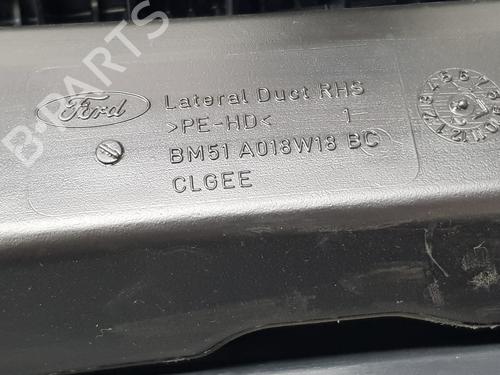 B-PARTS
Ford
Lateral Duct RHS
>PE-HD< 1
BM51 A018W18 BC
CLGEE